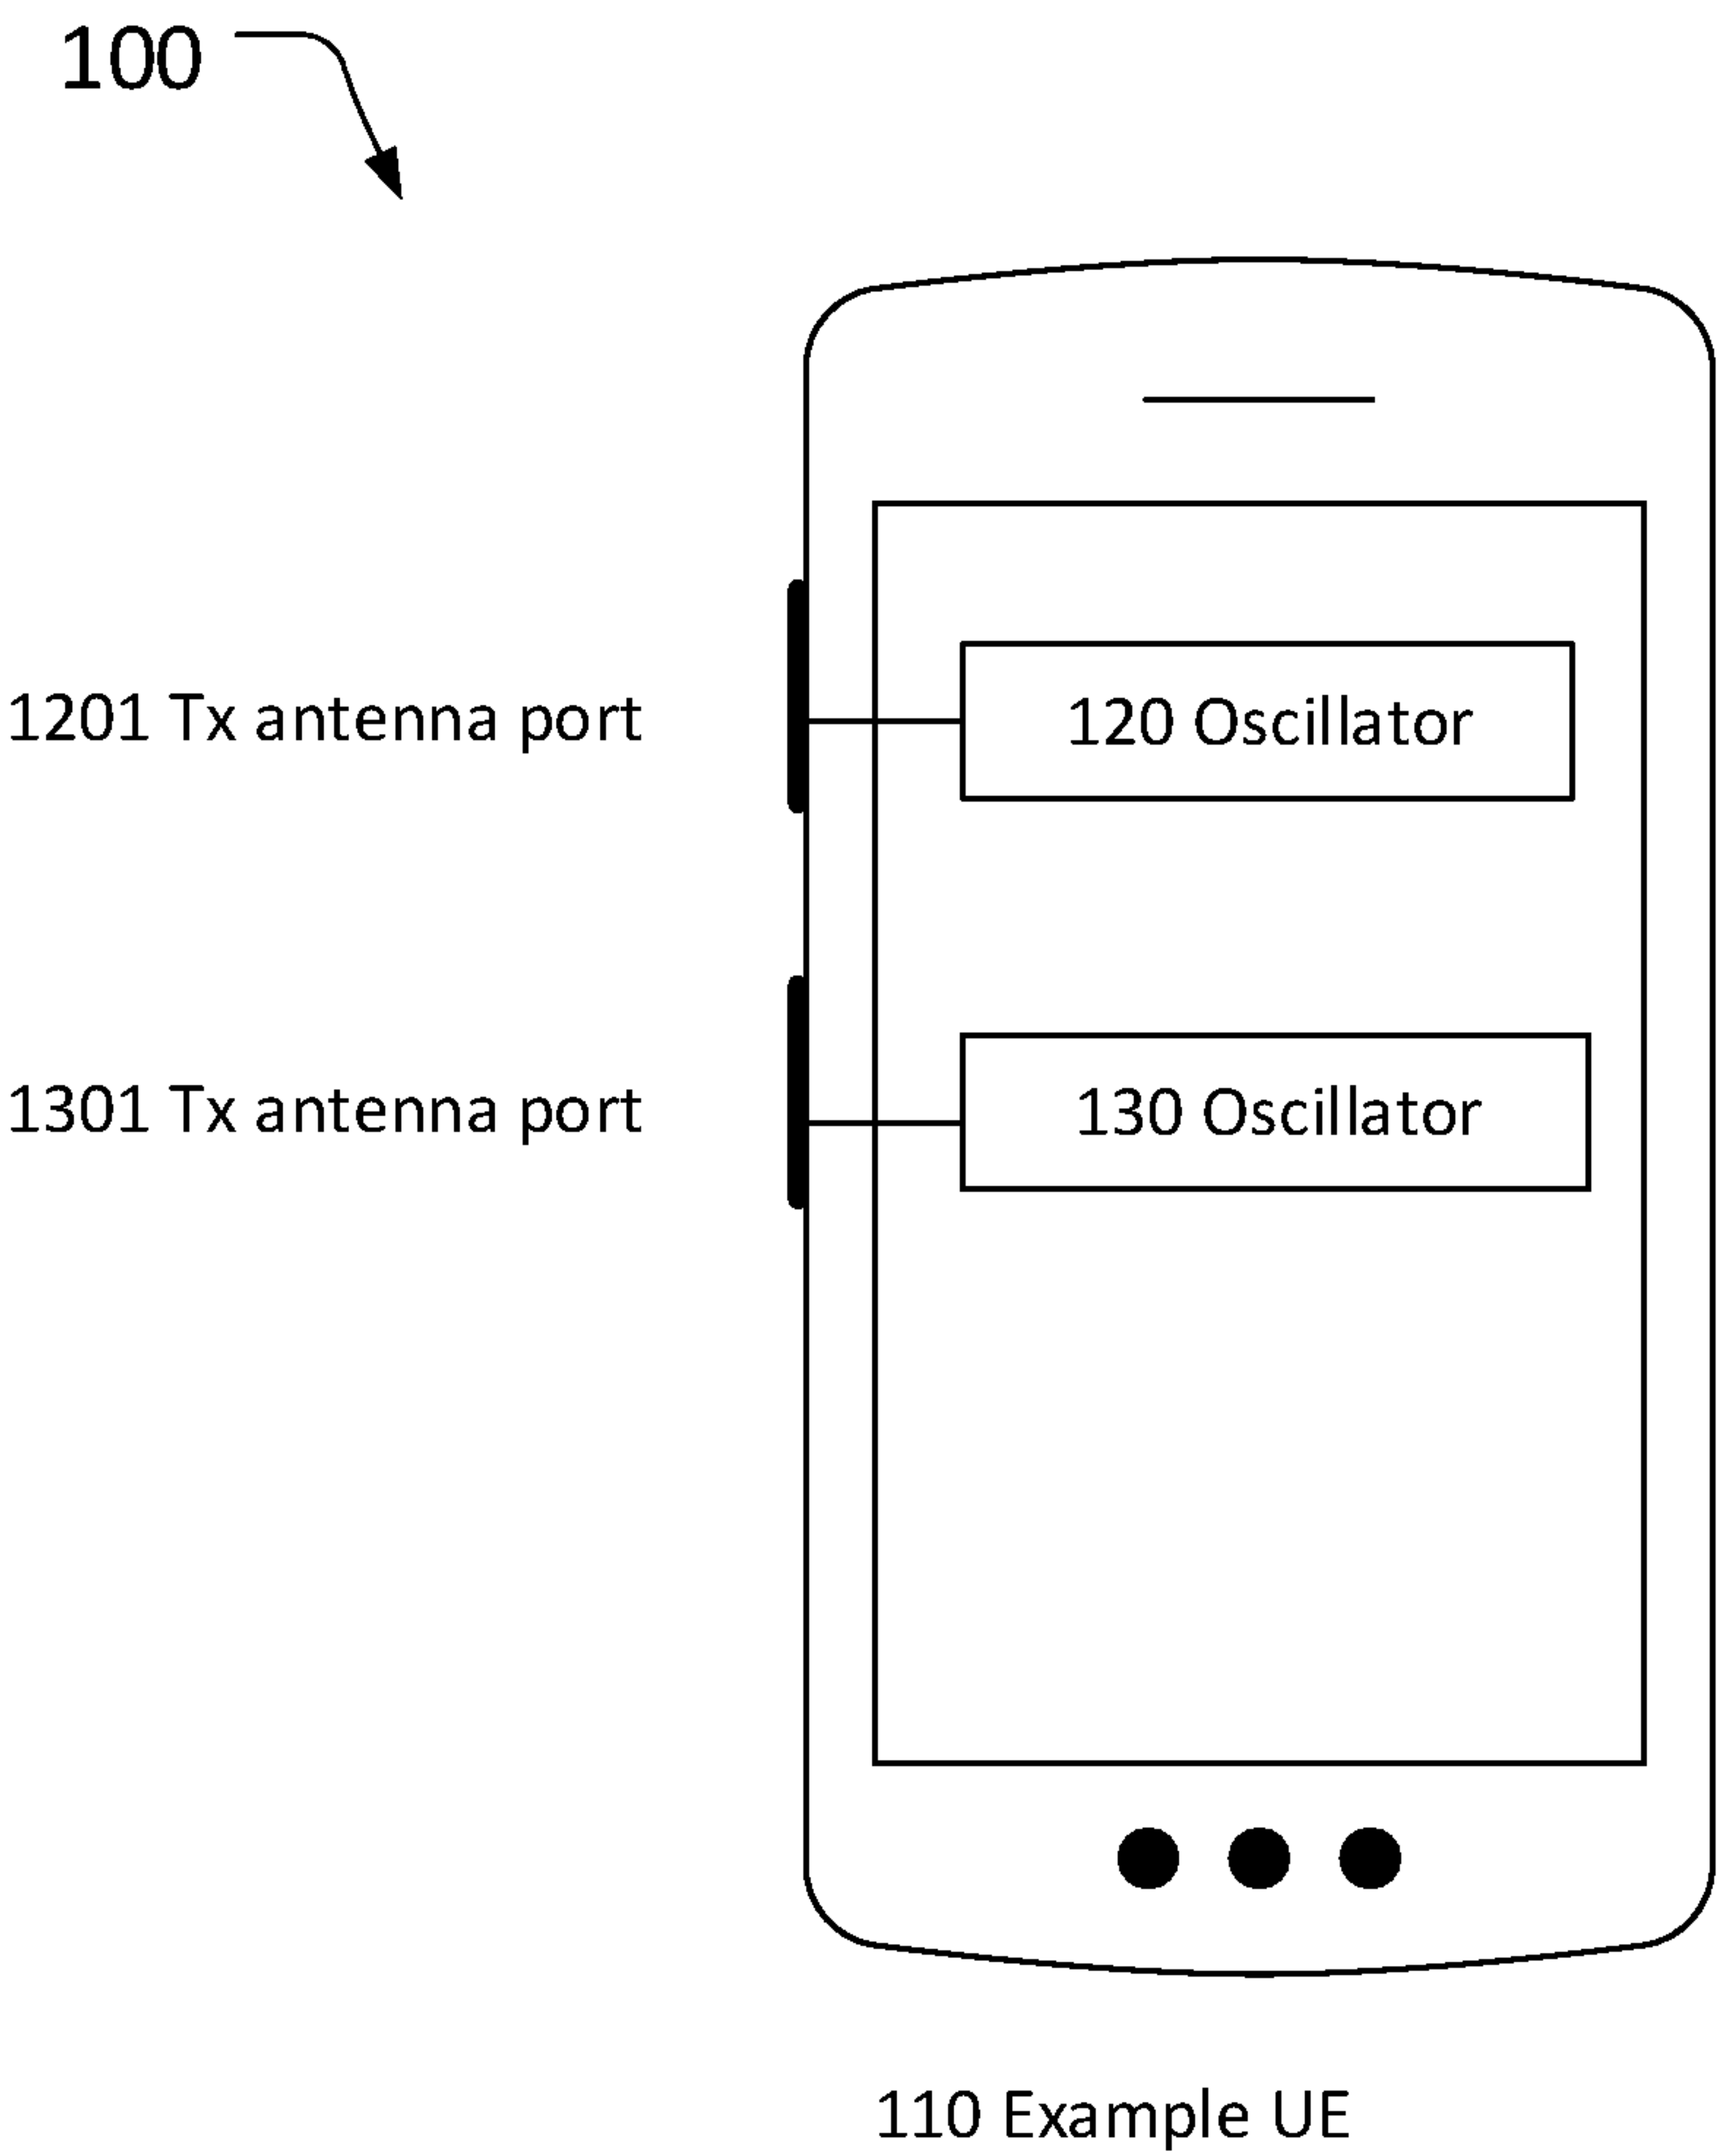 100
1201 Tx antenna port
120 Oscillator
1301 Tx antenna port
130 Oscillator
110 Example UE